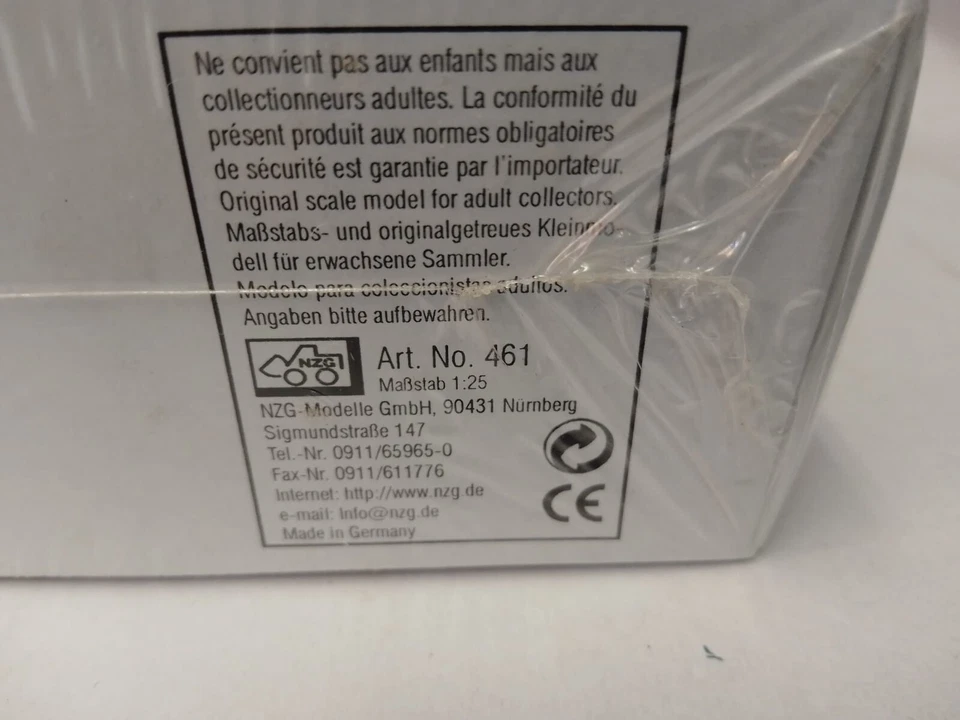 Ne convient pas aux enfants mais aux
collectionneurs adultes. La conformité du
présent produit aux normes obligatoires
de sécurité est garantie par l'importateur.
Original scale model for adult collectors.
Maßstabs- und originalgetreues Kleinmo-
dell für erwachsene Sammler.
Modelo para coleccionistas adultos.
Angaben bitte aufbewahren.
NZG
Art. No. 461
Maßstab 1:25
NZG-Modelle GmbH, 90431 Nürnberg
Sigmundstraße 147
Tel.-Nr. 0911/65965-0
Fax-Nr. 0911/611776
Internet: http://www.nzg.de
e-mail: Info@nzg.de
Made in Germany
CE